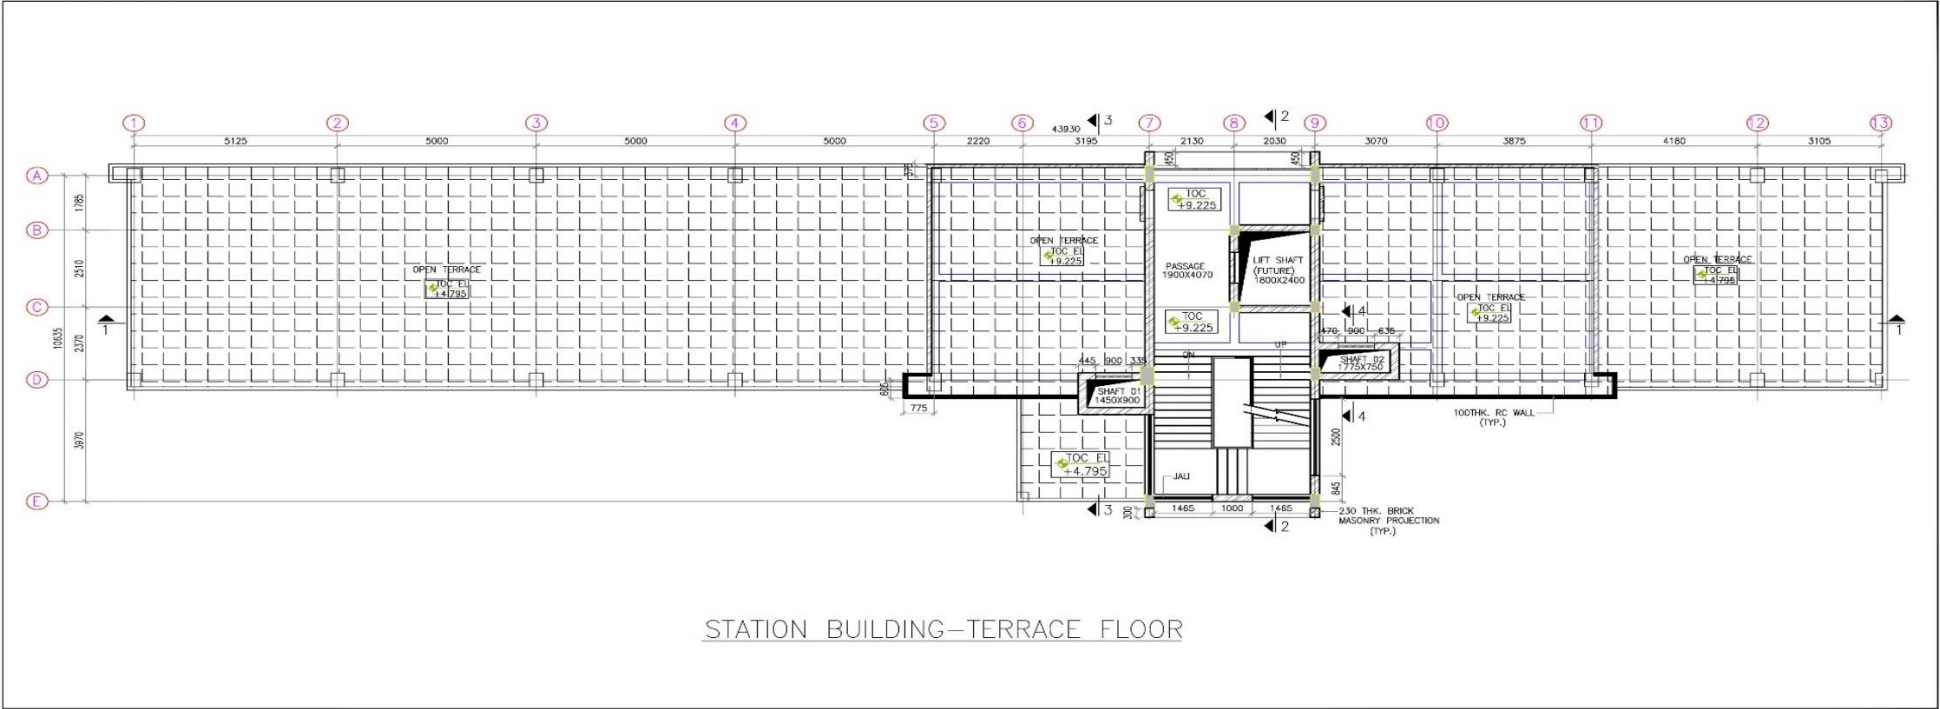 3
2
1
2
3
4
5
6
7
8
9
10
11
12
13
43930
5125
5000
5000
5000
2220
3195
2130
2030
3070
3875
4180
3105
450
450
375
A
B
C
D
E
1785
2510
2370
3970
10635
TOC
+9.225
OPEN TERRACE
TOC EL
+9.225
OPEN TERRACE
TOC EL
+4.795
PASSAGE
1900X4070
LIFT SHAFT
(FUTURE)
1800X2400
OPEN TERRACE
TOC EL
+4.795
OPEN TERRACE
TOC EL
+9.225
TOC
+9.225
4
1
1
470 900 635
DN
UP
445 900 335
SHAFT 01
1450X900
SHAFT 02
1775X750
605
775
100THK. RC WALL
(TYP.)
4
2500
TOC EL
+4.795
JALI
845
3
300
1465
1000
1465
2
230 THK. BRICK
MASONRY PROJECTION
(TYP.)
STATION BUILDING-TERRACE FLOOR